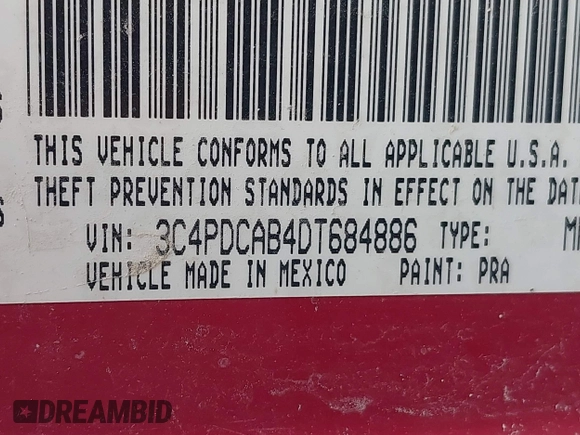 THIS VEHICLE CONFORMS TO ALL APPLICABLE U.S.A.
THEFT PREVENTION STANDARDS IN EFFECT ON THE DAT
VIN: 3C4PDCAB4DT684886 TYPE:
VEHICLE MADE IN MEXICO PAINT: PRA
DREAMBID